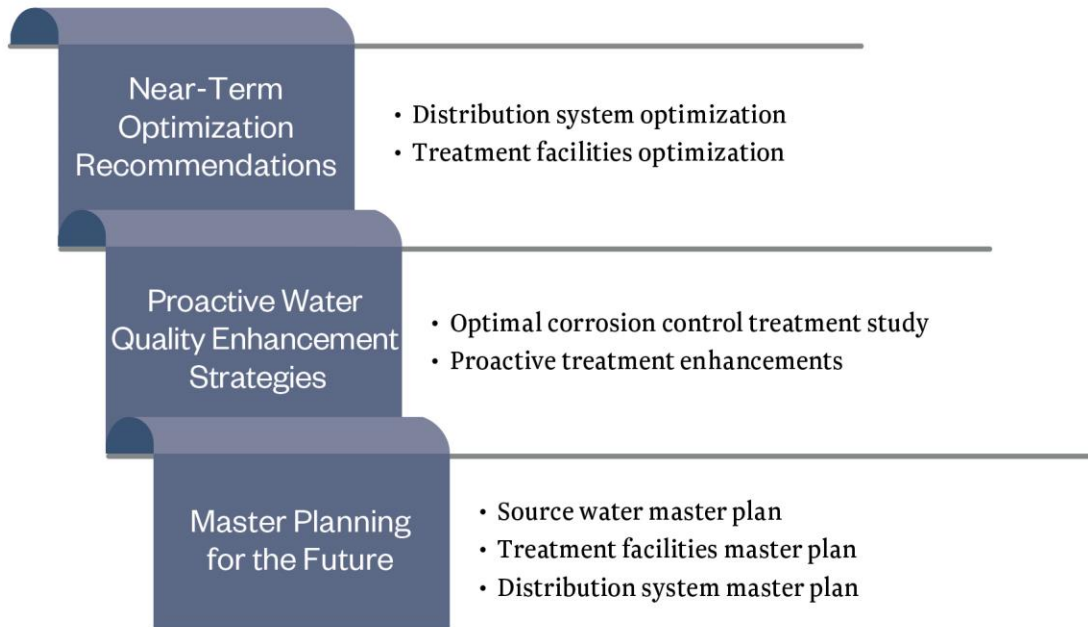 Near-Term
Optimization
Recommendations
• Distribution system optimization
• Treatment facilities optimization
Proactive Water
Quality Enhancement
Strategies
• Optimal corrosion control treatment study
• Proactive treatment enhancements
Master Planning
for the Future
• Source water master plan
• Treatment facilities master plan
• Distribution system master plan